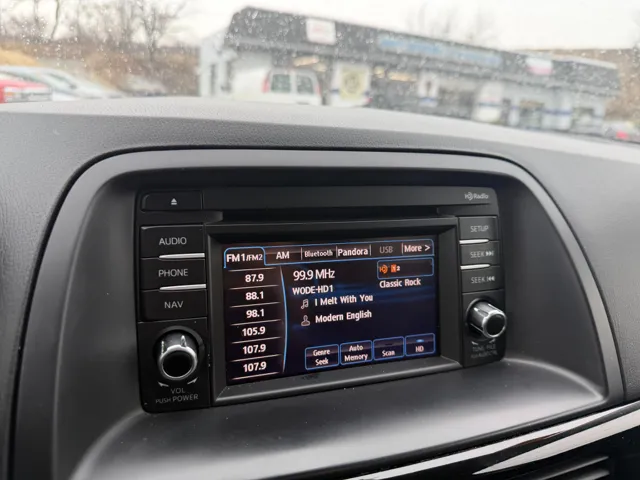 HD Radio
AUDIO
PHONE
NAV
VOL
PUSH POWER
SETUP
SEEK
SEEK
FM1/FM2 AM Bluetooth Pandora USB More >
87.9
88.1
98.1
105.9
107.9
107.9
99.9 MHz
WODE-HD1
I Melt With You
Modern English
Classic Rock
Genre Seek
Auto Memory
Scan
HD